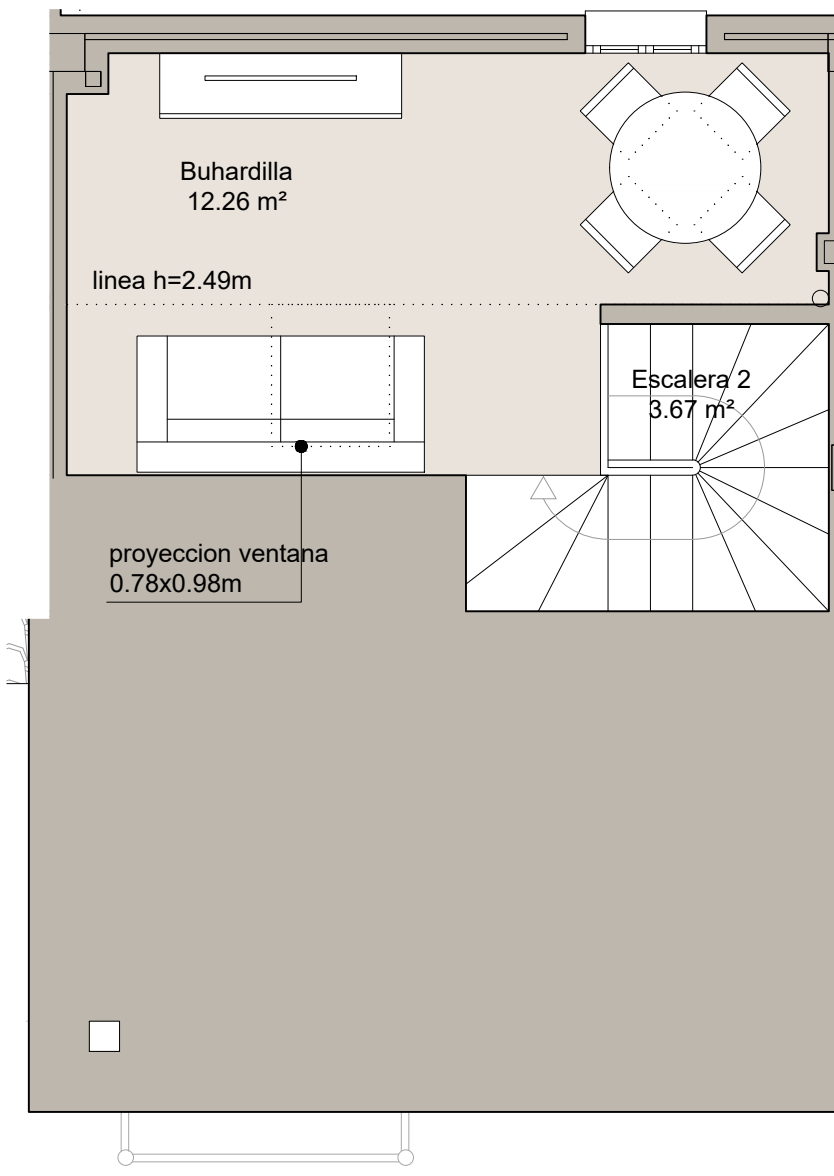 Buhardilla
12.26 m²
linea h=2.49m
Escalera 2
3.67 m²
proyeccion ventana
0.78x0.98m